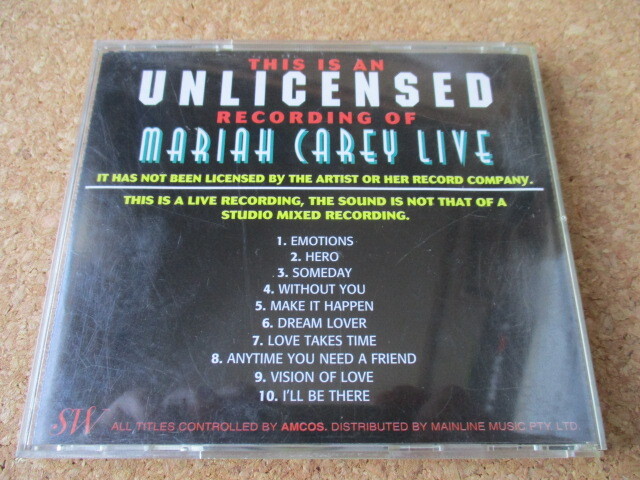 THIS IS AN
UNLICENSED
RECORDING OF
MARIAH CAREY LIVE
IT HAS NOT BEEN LICENSED BY THE ARTIST OR HER RECORD COMPANY.
THIS IS A LIVE RECORDING, THE SOUND IS NOT THAT OF A
STUDIO MIXED RECORDING.
1. EMOTIONS
2. HERO
3. SOMEDAY
4. WITHOUT YOU
5. MAKE IT HAPPEN
6. DREAM LOVER
7. LOVE TAKES TIME
8. ANYTIME YOU NEED A FRIEND
9. VISION OF LOVE
10. I'LL BE THERE
SW ALL TITLES CONTROLLED BY AMCOS. DISTRIBUTED BY MAINLINE MUSIC PTY. LTD.